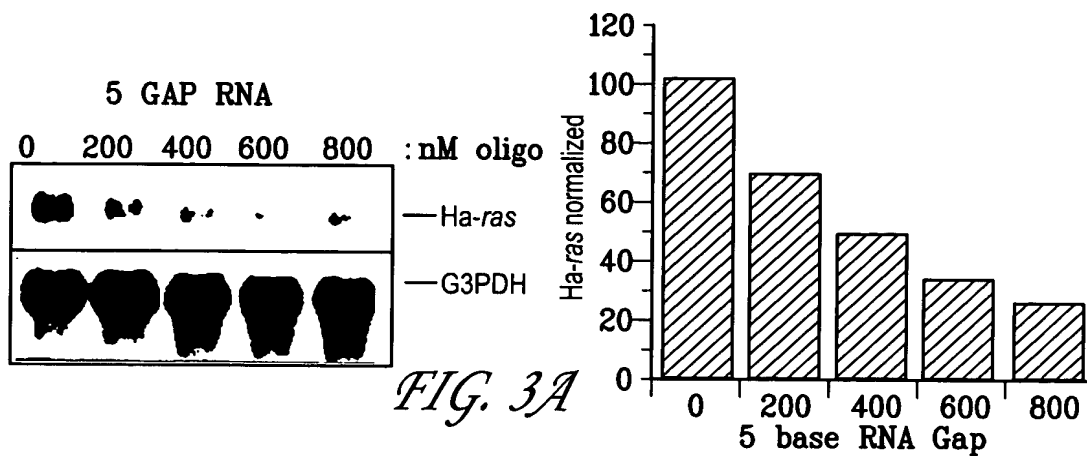 5 GAP RNA
0 200 400 600 800 :nM oligo
Ha-ras
G3PDH
FIG. 3A
Ha-ras normalized
120
100
80
60
40
20
0
0 200 400 600 800
5 base RNA Gap